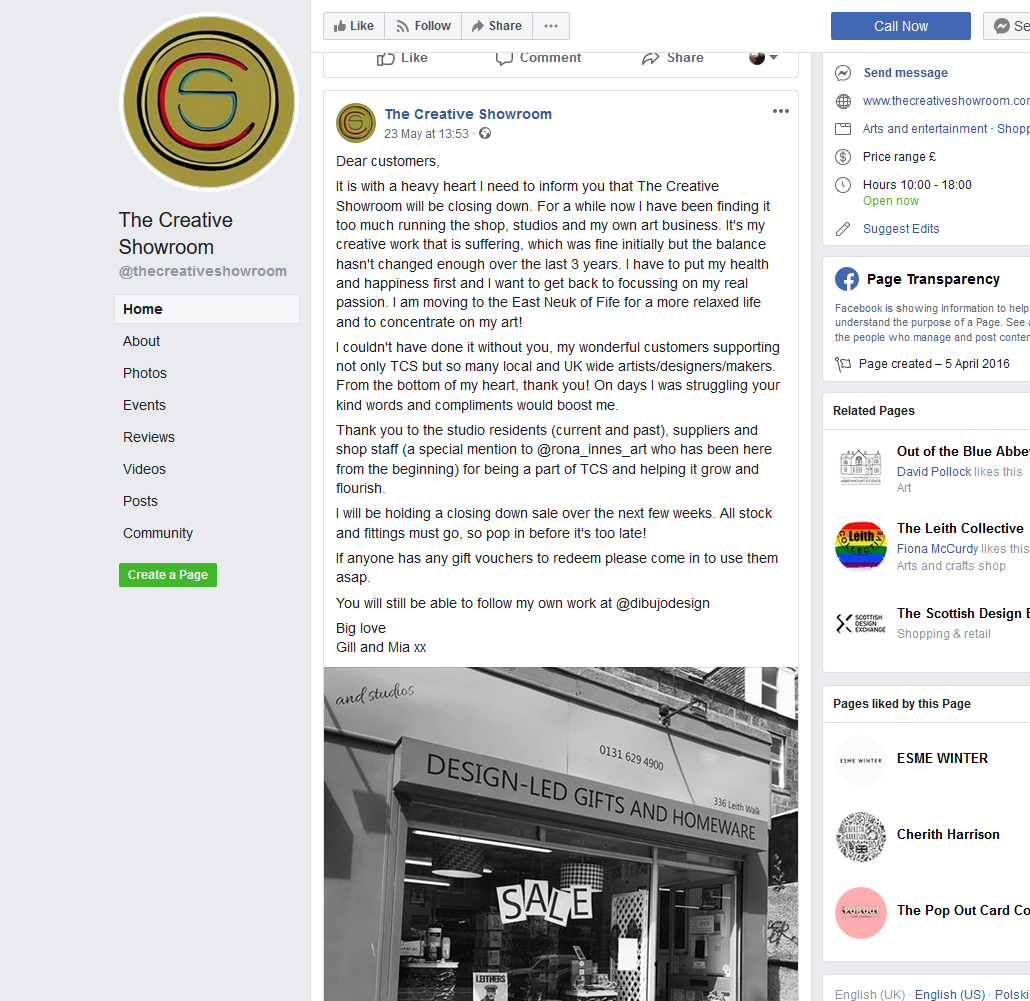 Like Follow Share ...
Call Now
The Creative
Showroom
@thecreativeshowroom
Home
About
Photos
Events
Reviews
Videos
Posts
Community
Create a Page
Like Comment Share
The Creative Showroom
23 May at 13:53 ·
Dear customers,
It is with a heavy heart I need to inform you that The Creative
Showroom will be closing down. For a while now I have been finding it
too much running the shop, studios and my own art business. It's my
creative work that is suffering, which was fine initially but the balance
hasn't changed enough over the last 3 years. I have to put my health
and happiness first and I want to get back to focussing on my real
passion. I am moving to the East Neuk of Fife for a more relaxed life
and to concentrate on my art!
I couldn't have done it without you, my wonderful customers supporting
not only TCS but so many local and UK wide artists/designers/makers.
From the bottom of my heart, thank you! On days I was struggling your
kind words and compliments would boost me.
Thank you to the studio residents (current and past), suppliers and
shop staff (a special mention to @rona_innes_art who has been here
from the beginning) for being a part of TCS and helping it grow and
flourish.
I will be holding a closing down sale over the next few weeks. All stock
and fittings must go, so pop in before it's too late!
If anyone has any gift vouchers to redeem please come in to use them
asap.
You will still be able to follow my own work at @dibujodesign
Big love
Gill and Mia xx
and studios
0131 629 4900
336 Leith Walk
DESIGN-LED GIFTS AND HOMEWARE
SALE
LEITHERS
Send message
www.thecreativeshowroom.co
Arts and entertainment · Shopp
Price range £
Hours 10:00 - 18:00
Open now
Suggest Edits
Page Transparency
Facebook is showing information to help
understand the purpose of a Page. See
the people who manage and post conten
Page created – 5 April 2016
Related Pages
Out of the Blue Abbey
David Pollock likes this
Art
Leith
COLLECTIVE
The Leith Collective
Fiona McCurdy likes this
Arts and crafts shop
SCOTTISH
DESIGN
EXCHANGE
The Scottish Design E
Shopping & retail
Pages liked by this Page
ESME WINTER
ESME WINTER
CHERITH
HARRISON
Cherith Harrison
POP OUT
The Pop Out Card Co
English (UK) · English (US) · Polski